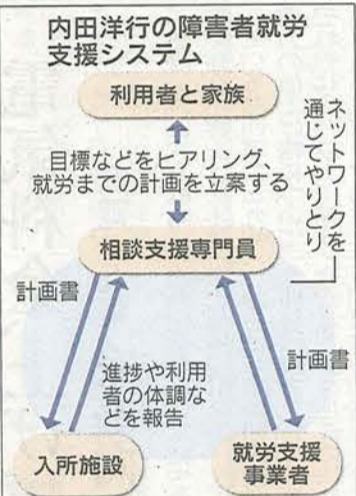 内田洋行の障害者就労
支援システム
利用者と家族
ネットワークを
通じてやりとり
目標などをヒアリング、
就労までの計画を立案する
相談支援専門員
計画書
計画書
進捗や利用
者の体調な
どを報告
入所施設
就労支援
事業者